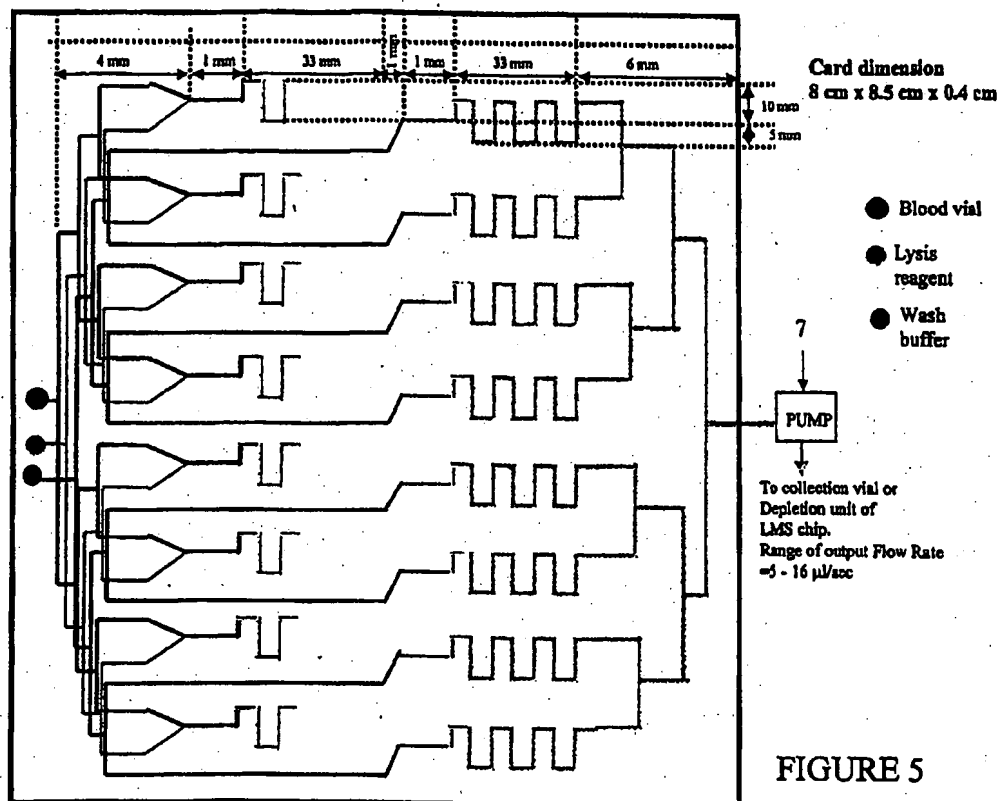 4 mm
1 mm
33 mm
1 mm
1 mm
33 mm
6 mm
Card dimension
8 cm x 8.5 cm x 0.4 cm
10 mm
5 mm
Blood vial
Lysis
reagent
Wash
buffer
7
PUMP
To collection vial or
Depletion unit of
LMS chip.
Range of output Flow Rate
=5 - 16 µl/sec
FIGURE 5